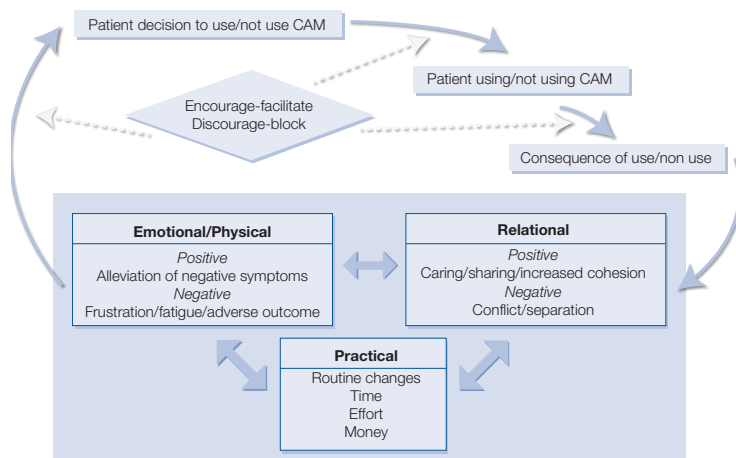 Patient decision to use/not use CAM
Patient using/not using CAM
Encourage-facilitate
Discourage-block
Consequence of use/non use
Emotional/Physical
Positive
Alleviation of negative symptoms
Negative
Frustration/fatigue/adverse outcome
Relational
Positive
Caring/sharing/increased cohesion
Negative
Conflict/separation
Practical
Routine changes
Time
Effort
Money